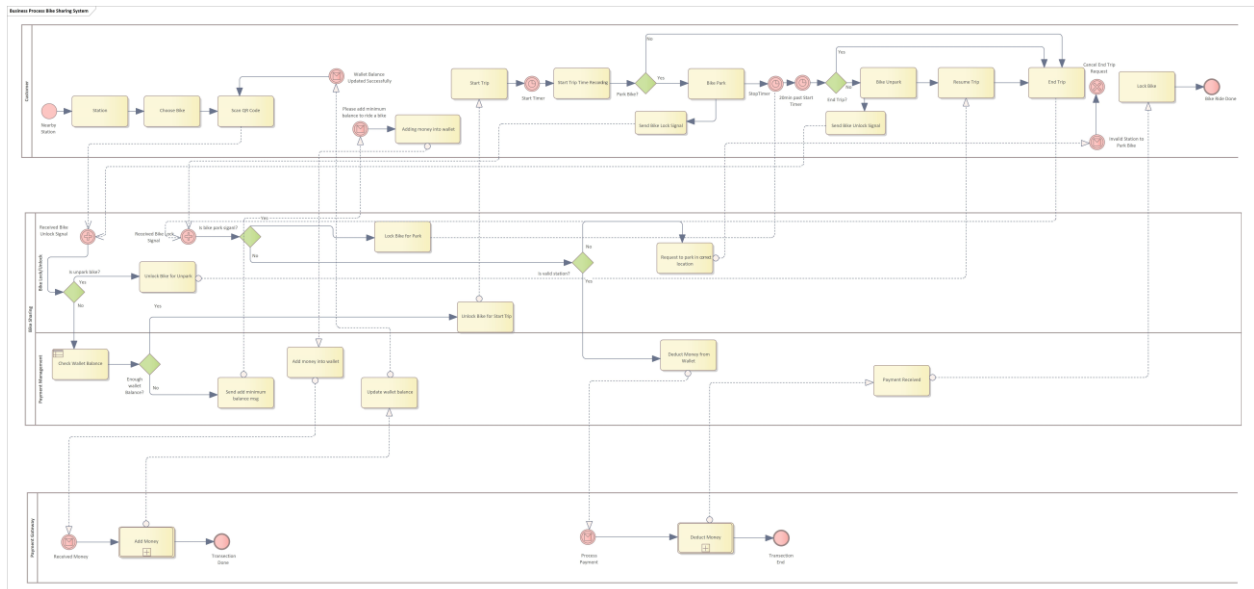 Business Process Bike Sharing System
Customer
Nearby
Station
Station
Choose Bike
Scan QR Code
Wallet Balance
Updated Successfully
Please add minimum
balance to ride a bike
Adding money into wallet
Start Trip
Start Timer
Start Trip Time Recording
No
Park Bike?
Yes
Bike Park
Send Bike Lock Signal
StopTimer
20min past Start
Timer
Yes
End Trip?
No
Bike Unpark
Send Bike Unlock Signal
Resume Trip
End Trip
Cancel End Trip
Request
Invalid Station to
Park Bike
Lock Bike
Bike Ride Done
Bike Sharing
Bike Lock/Unlock
Received Bike
Unlock Signal
Is unpark bike?
Yes
No
Unlock Bike for Unpark
Received Bike Lock
Signal
Is bike park signal?
Yes
No
Lock Bike for Park
Is valid station?
No
Yes
Request to park in correct
location
Unlock Bike for Start Trip
Payment Management
Check Wallet Balance
Yes
Enough
wallet
Balance?
No
Send add minimum
balance msg
Add money into wallet
Update wallet balance
Deduct Money from
Wallet
Payment Received
Payment Gateway
Received Money
Add Money
Transaction
Done
Process
Payment
Deduct Money
Transaction
End